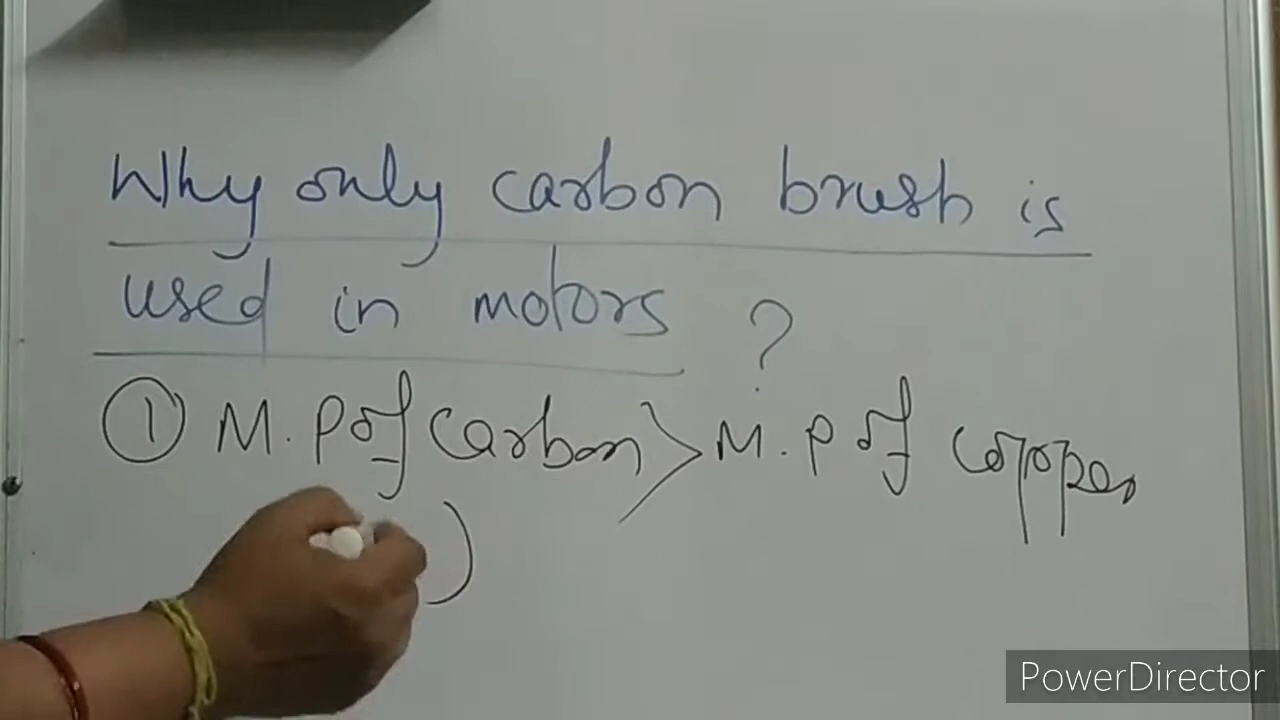 Why only carbon brush is
used in motors ?
① M.P of Carbon > M.P of copper
)
PowerDirector